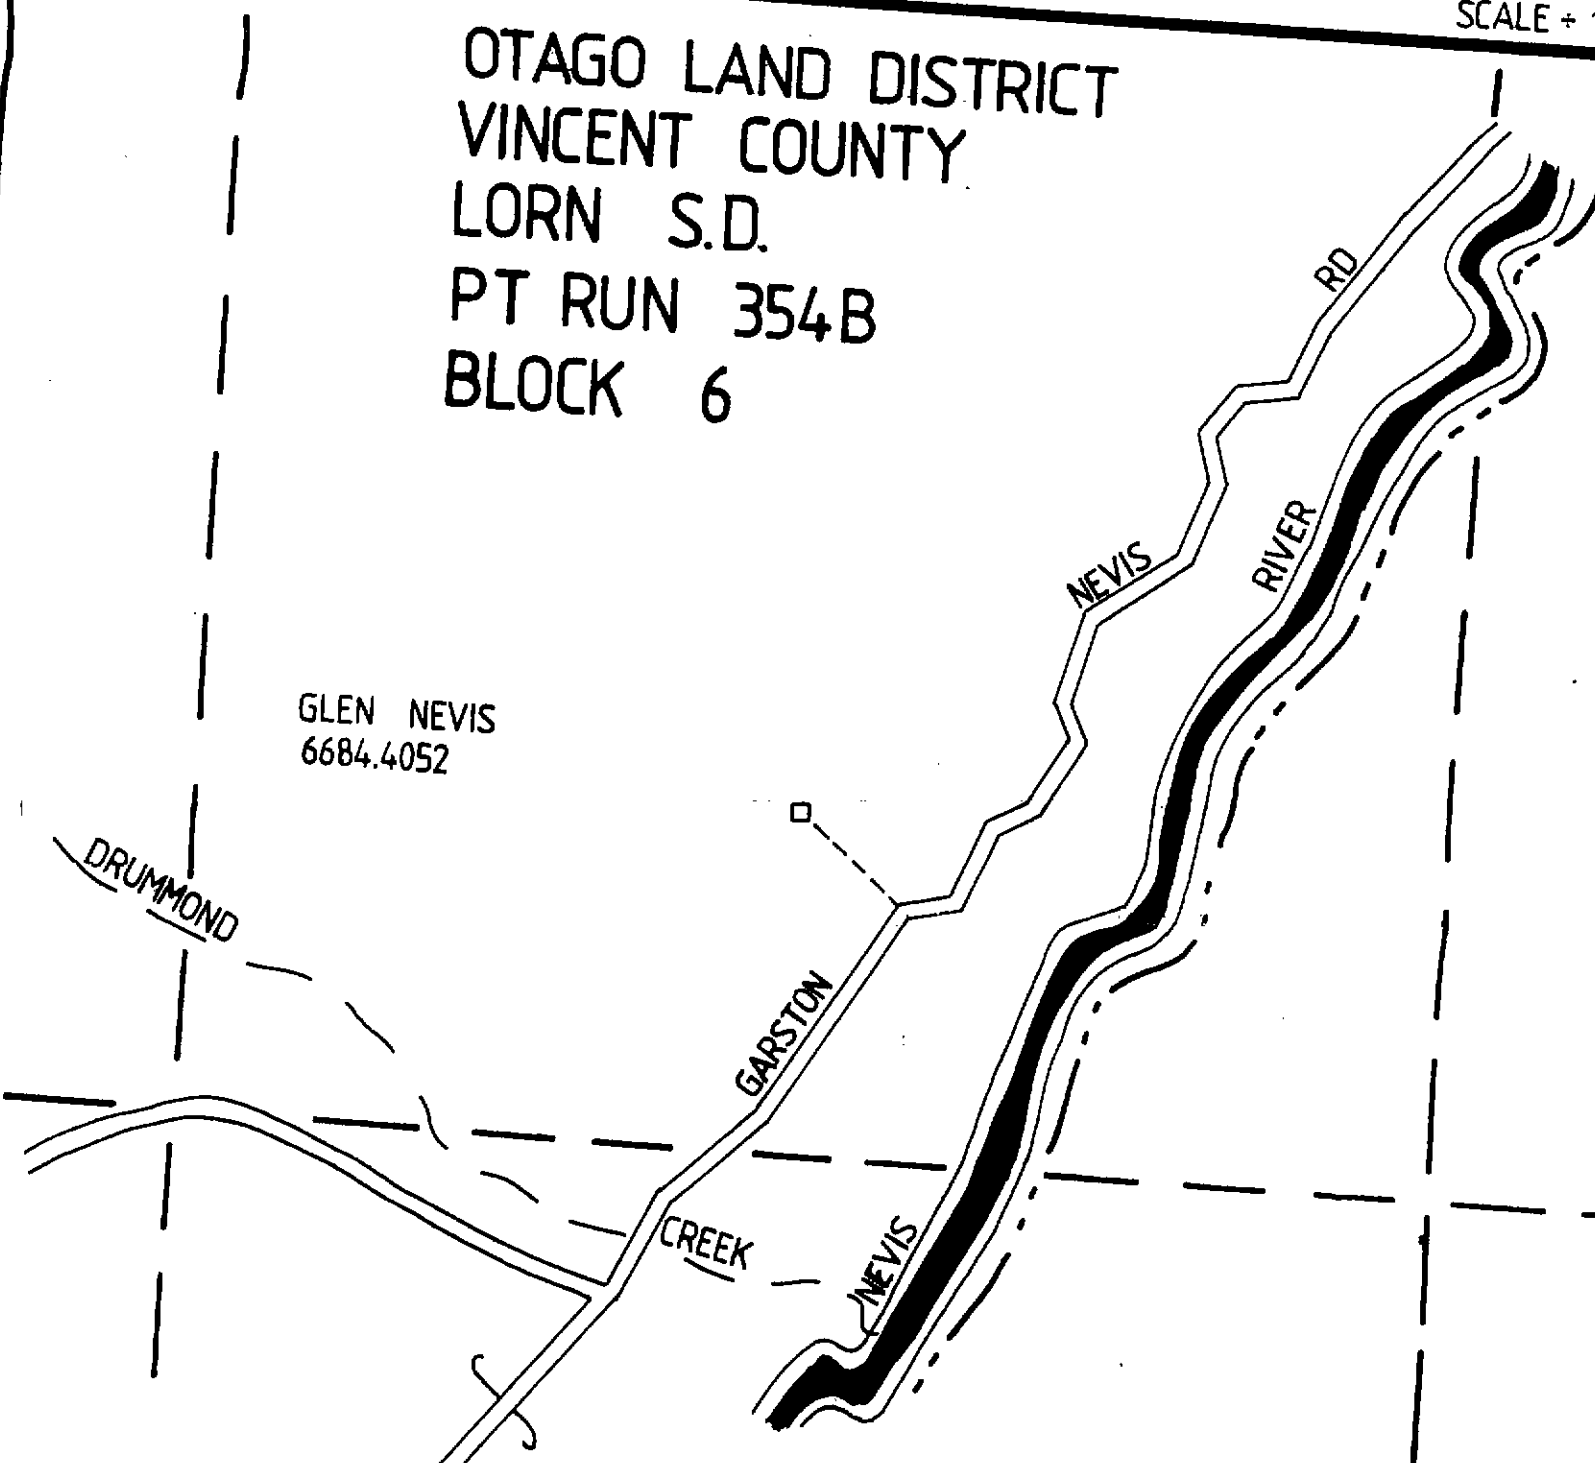 SCALE ÷
OTAGO LAND DISTRICT
VINCENT COUNTY
LORN S.D.
PT RUN 354B
BLOCK 6
RD
NEVIS
RIVER
GLEN NEVIS
6684.4052
DRUMMOND
GARSTON
CREEK
NEVIS